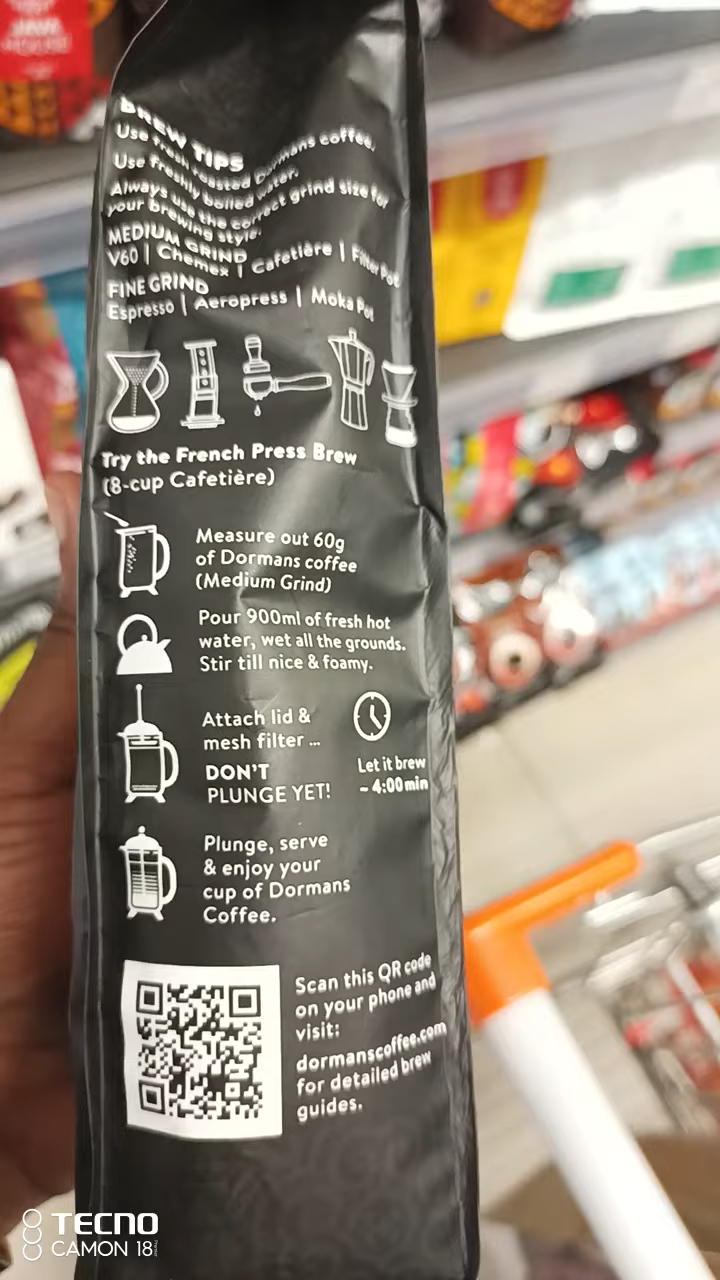 BREW TIPS
Use fresh roasted Dormans coffee.
Use freshly boiled water.
Always use the correct grind size for
your brewing style.
MEDIUM GRIND
V60 | Chemex | Cafetière | Filter Pot
FINE GRIND
Espresso | Aeropress | Moka Pot
Try the French Press Brew
(8-cup Cafetière)
Measure out 60g
of Dormans coffee
(Medium Grind)
Pour 900ml of fresh hot
water, wet all the grounds.
Stir till nice & foamy.
Attach lid &
mesh filter ...
DON'T
PLUNGE YET!
Let it brew
~ 4:00 min
Plunge, serve
& enjoy your
cup of Dormans
Coffee.
Scan this QR code
on your phone and
visit:
dormanscoffee.com
for detailed brew
guides.
JAVA
HOUSE
TECNO
CAMON 18